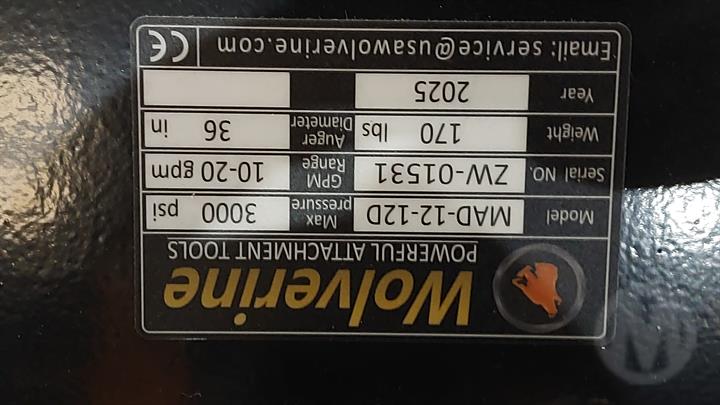 Wolverine
POWERFUL ATTACHMENT TOOLS
Model MAD-12-12D Max pressure 3000 psi
Serial NO. ZW-01531 GPM Range 10-20 gpm
Weight 170 lbs Auger Diameter 36 in
Year 2025
Email: service@usawolverine.com CE